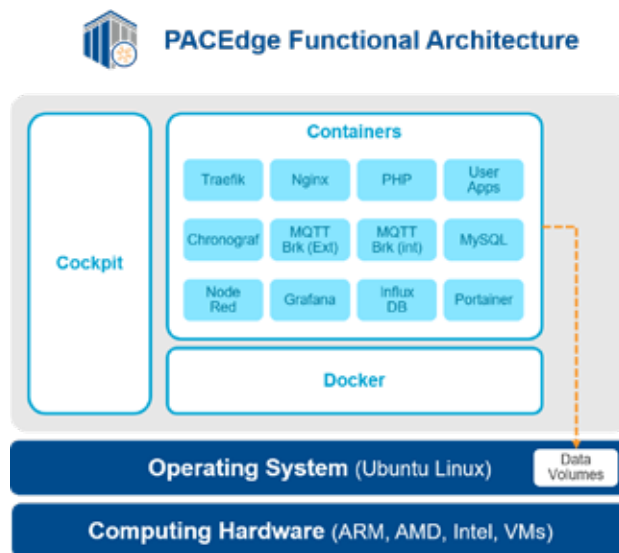 PACEdge Functional Architecture
Containers
Traefik
Nginx
PHP
User
Apps
Chronograf
MQTT
Brk (Ext)
MQTT
Brk (int)
MySQL
Node
Red
Grafana
Influx
DB
Portainer
Cockpit
Docker
Operating System (Ubuntu Linux)
Data
Volumes
Computing Hardware (ARM, AMD, Intel, VMs)